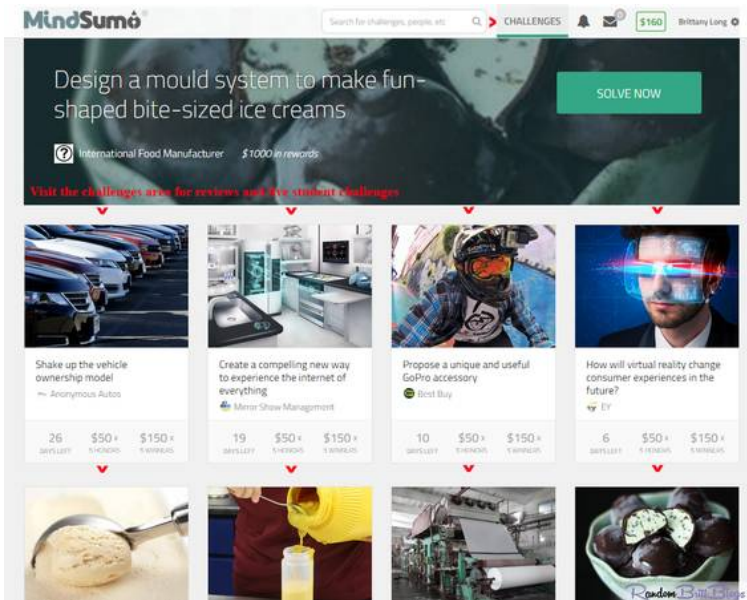 MindSumo
Search for challenges, people, etc
CHALLENGES
0
$160
Brittany Long
Design a mould system to make fun-
shaped bite-sized ice creams
SOLVE NOW
? International Food Manufacturer $1000 in rewards
Visit the challenges area for reviews and live student challenges
Shake up the vehicle
ownership model
Anonymous Autos
26 $50 x $150 x
DAYS LEFT 5 HONORS 5 WINNERS
Create a compelling new way
to experience the internet of
everything
Mirror Show Management
19 $50 x $150 x
DAYS LEFT 5 HONORS 5 WINNERS
Propose a unique and useful
GoPro accessory
Best Buy
10 $50 x $150 x
DAYS LEFT 5 HONORS 5 WINNERS
How will virtual reality change
consumer experiences in the
future?
EY
6 $50 x $150 x
DAYS LEFT 5 HONORS 5 WINNERS
Random Britt Blogs